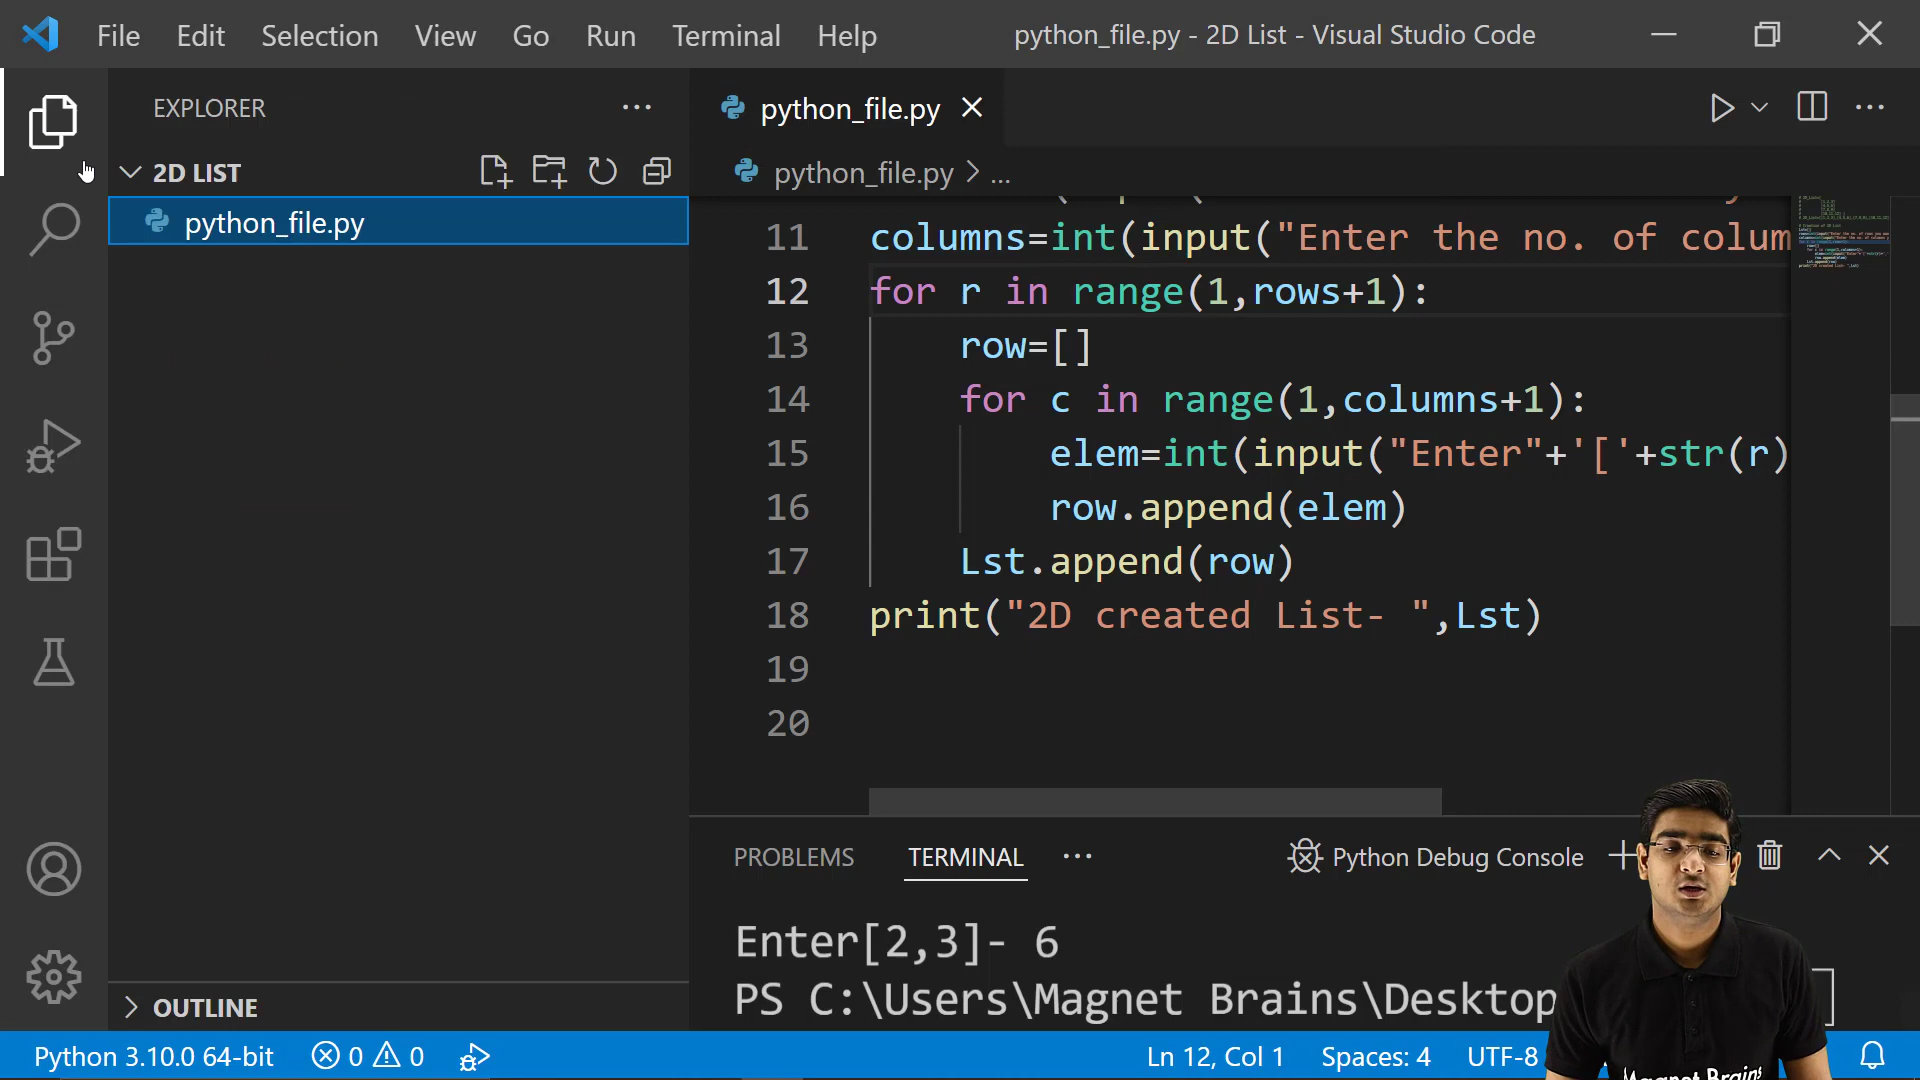 File Edit Selection View Go Run Terminal Help python_file.py - 2D List - Visual Studio Code
EXPLORER
python_file.py
2D LIST
python_file.py > ...
python_file.py
11 columns=int(input("Enter the no. of colum
12 for r in range(1,rows+1):
13 row=[]
14 for c in range(1,columns+1):
15 elem=int(input("Enter"+'['+str(r)
16 row.append(elem)
17 Lst.append(row)
18 print("2D created List- ",Lst)
19
20
PROBLEMS TERMINAL Python Debug Console
Enter[2,3]- 6
PS C:\Users\Magnet Brains\Desktop
OUTLINE
Python 3.10.0 64-bit 0 0 Ln 12, Col 1 Spaces: 4 UTF-8
Magnet Brains